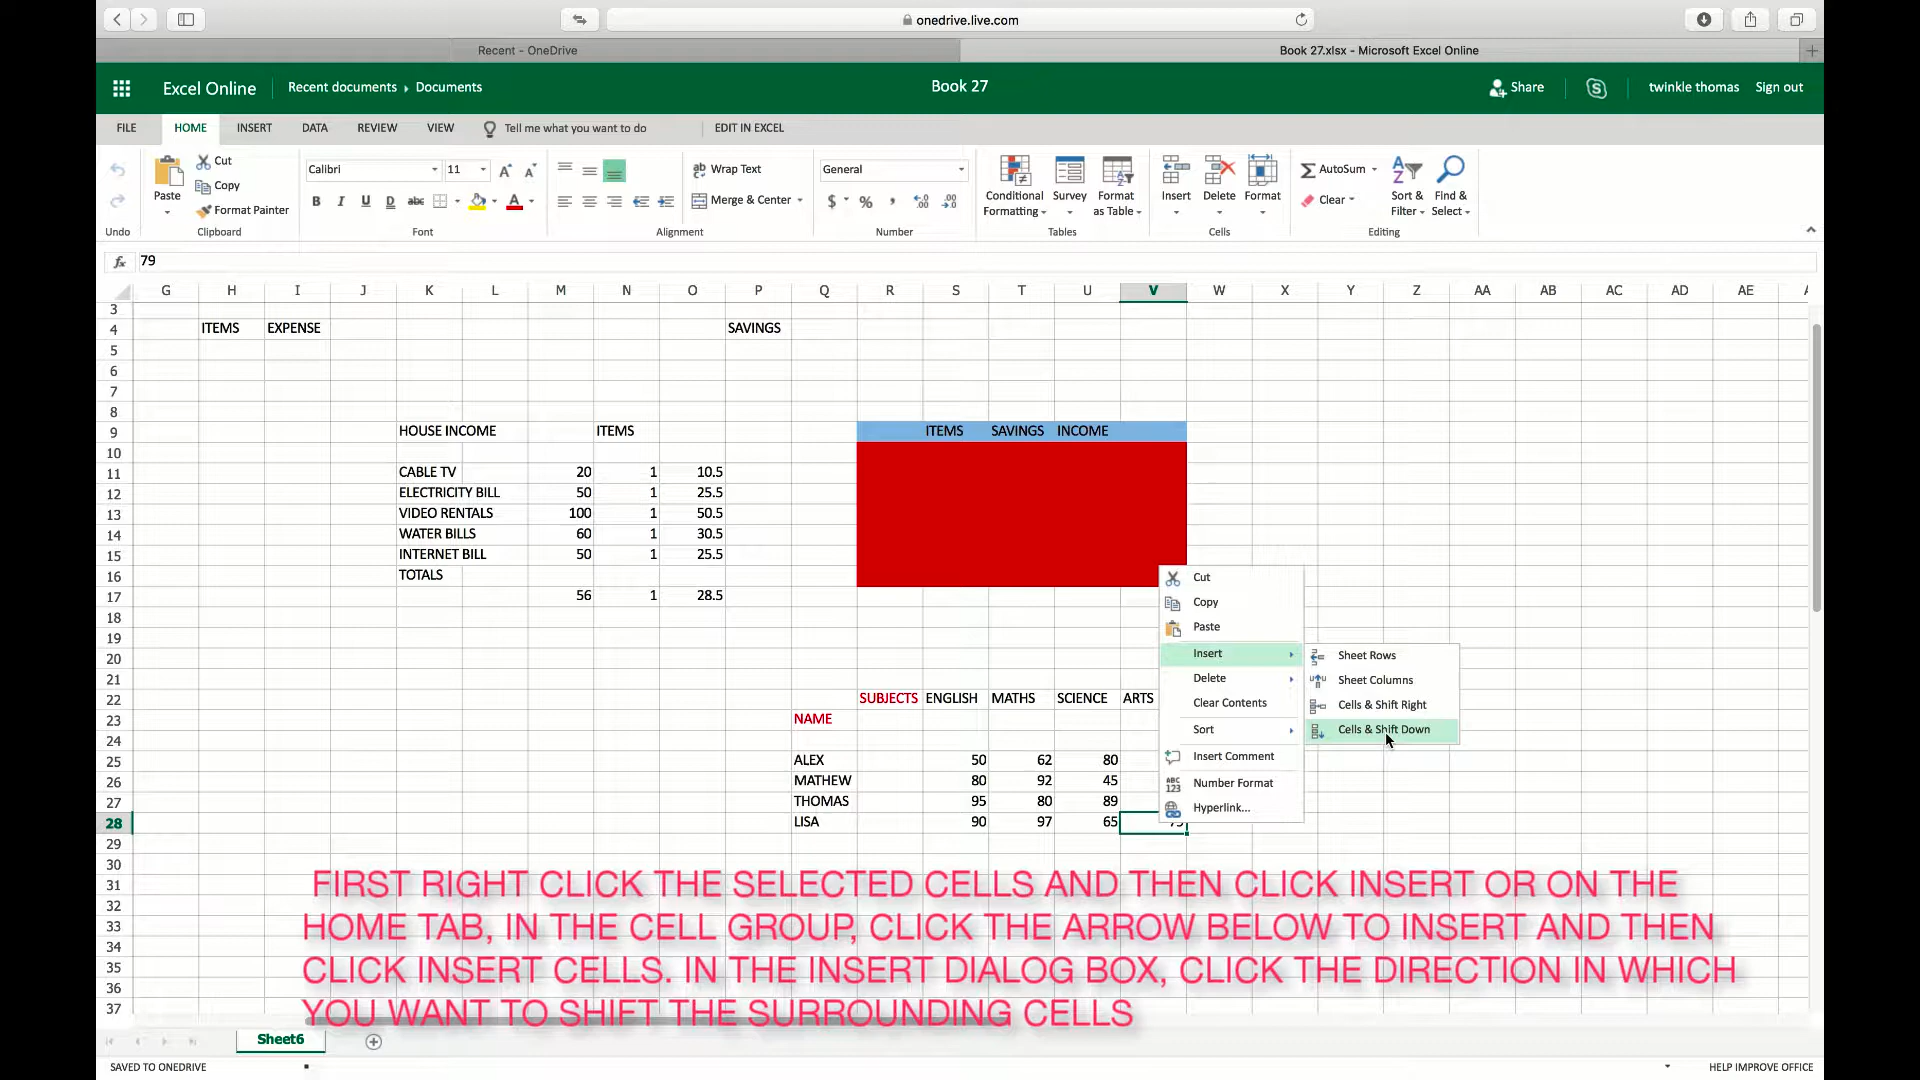 onedrive.live.com
Recent - OneDrive
Book 27.xlsx - Microsoft Excel Online
Excel Online
Recent documents ▸ Documents
Book 27
Share
twinkle thomas
Sign out
FILE
HOME
INSERT
DATA
REVIEW
VIEW
Tell me what you want to do
EDIT IN EXCEL
Paste
Cut
Copy
Format Painter
Calibri
11
B I U D abc
Wrap Text
Merge & Center
General
$ % ,
Conditional Formatting
Survey
Format as Table
Insert
Delete
Format
AutoSum
Clear
Sort & Filter
Find & Select
Undo
Clipboard
Font
Alignment
Number
Tables
Cells
Editing
fx 79
G H I J K L M N O P Q R S T U V W X Y Z AA AB AC AD AE
3
4 ITEMS EXPENSE SAVINGS
5
6
7
8
9 HOUSE INCOME ITEMS ITEMS SAVINGS INCOME
10
11 CABLE TV 20 1 10.5
12 ELECTRICITY BILL 50 1 25.5
13 VIDEO RENTALS 100 1 50.5
14 WATER BILLS 60 1 30.5
15 INTERNET BILL 50 1 25.5
16 TOTALS
17 56 1 28.5
18
19
20
21
22 SUBJECTS ENGLISH MATHS SCIENCE ARTS
23 NAME
24
25 ALEX 50 62 80
26 MATHEW 80 92 45
27 THOMAS 95 80 89
28 LISA 90 97 65
29
30
31
32
33
34
35
36
37
Cut
Copy
Paste
Insert
Delete
Clear Contents
Sort
Insert Comment
Number Format
Hyperlink...
Sheet Rows
Sheet Columns
Cells & Shift Right
Cells & Shift Down
FIRST RIGHT CLICK THE SELECTED CELLS AND THEN CLICK INSERT OR ON THE
HOME TAB, IN THE CELL GROUP, CLICK THE ARROW BELOW TO INSERT AND THEN
CLICK INSERT CELLS. IN THE INSERT DIALOG BOX, CLICK THE DIRECTION IN WHICH
YOU WANT TO SHIFT THE SURROUNDING CELLS
Sheet6
SAVED TO ONEDRIVE
HELP IMPROVE OFFICE